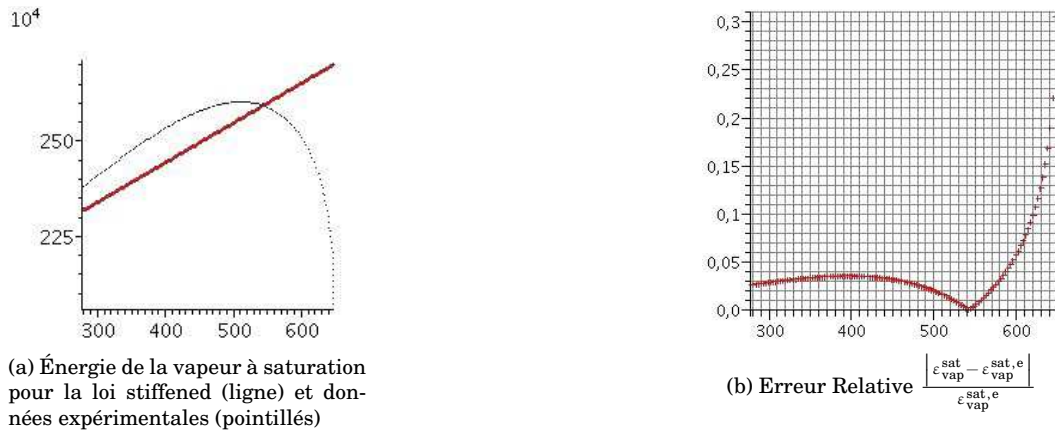 10⁴
250
225
300 400 500 600
(a) Énergie de la vapeur à saturation
pour la loi stiffened (ligne) et don-
nées expérimentales (pointillés)
0,3
0,25
0,2
0,15
0,1
0,05
0,0
300 400 500 600
(b) Erreur Relative |ε_vap^sat − ε_vap^sat,e| / ε_vap^sat,e